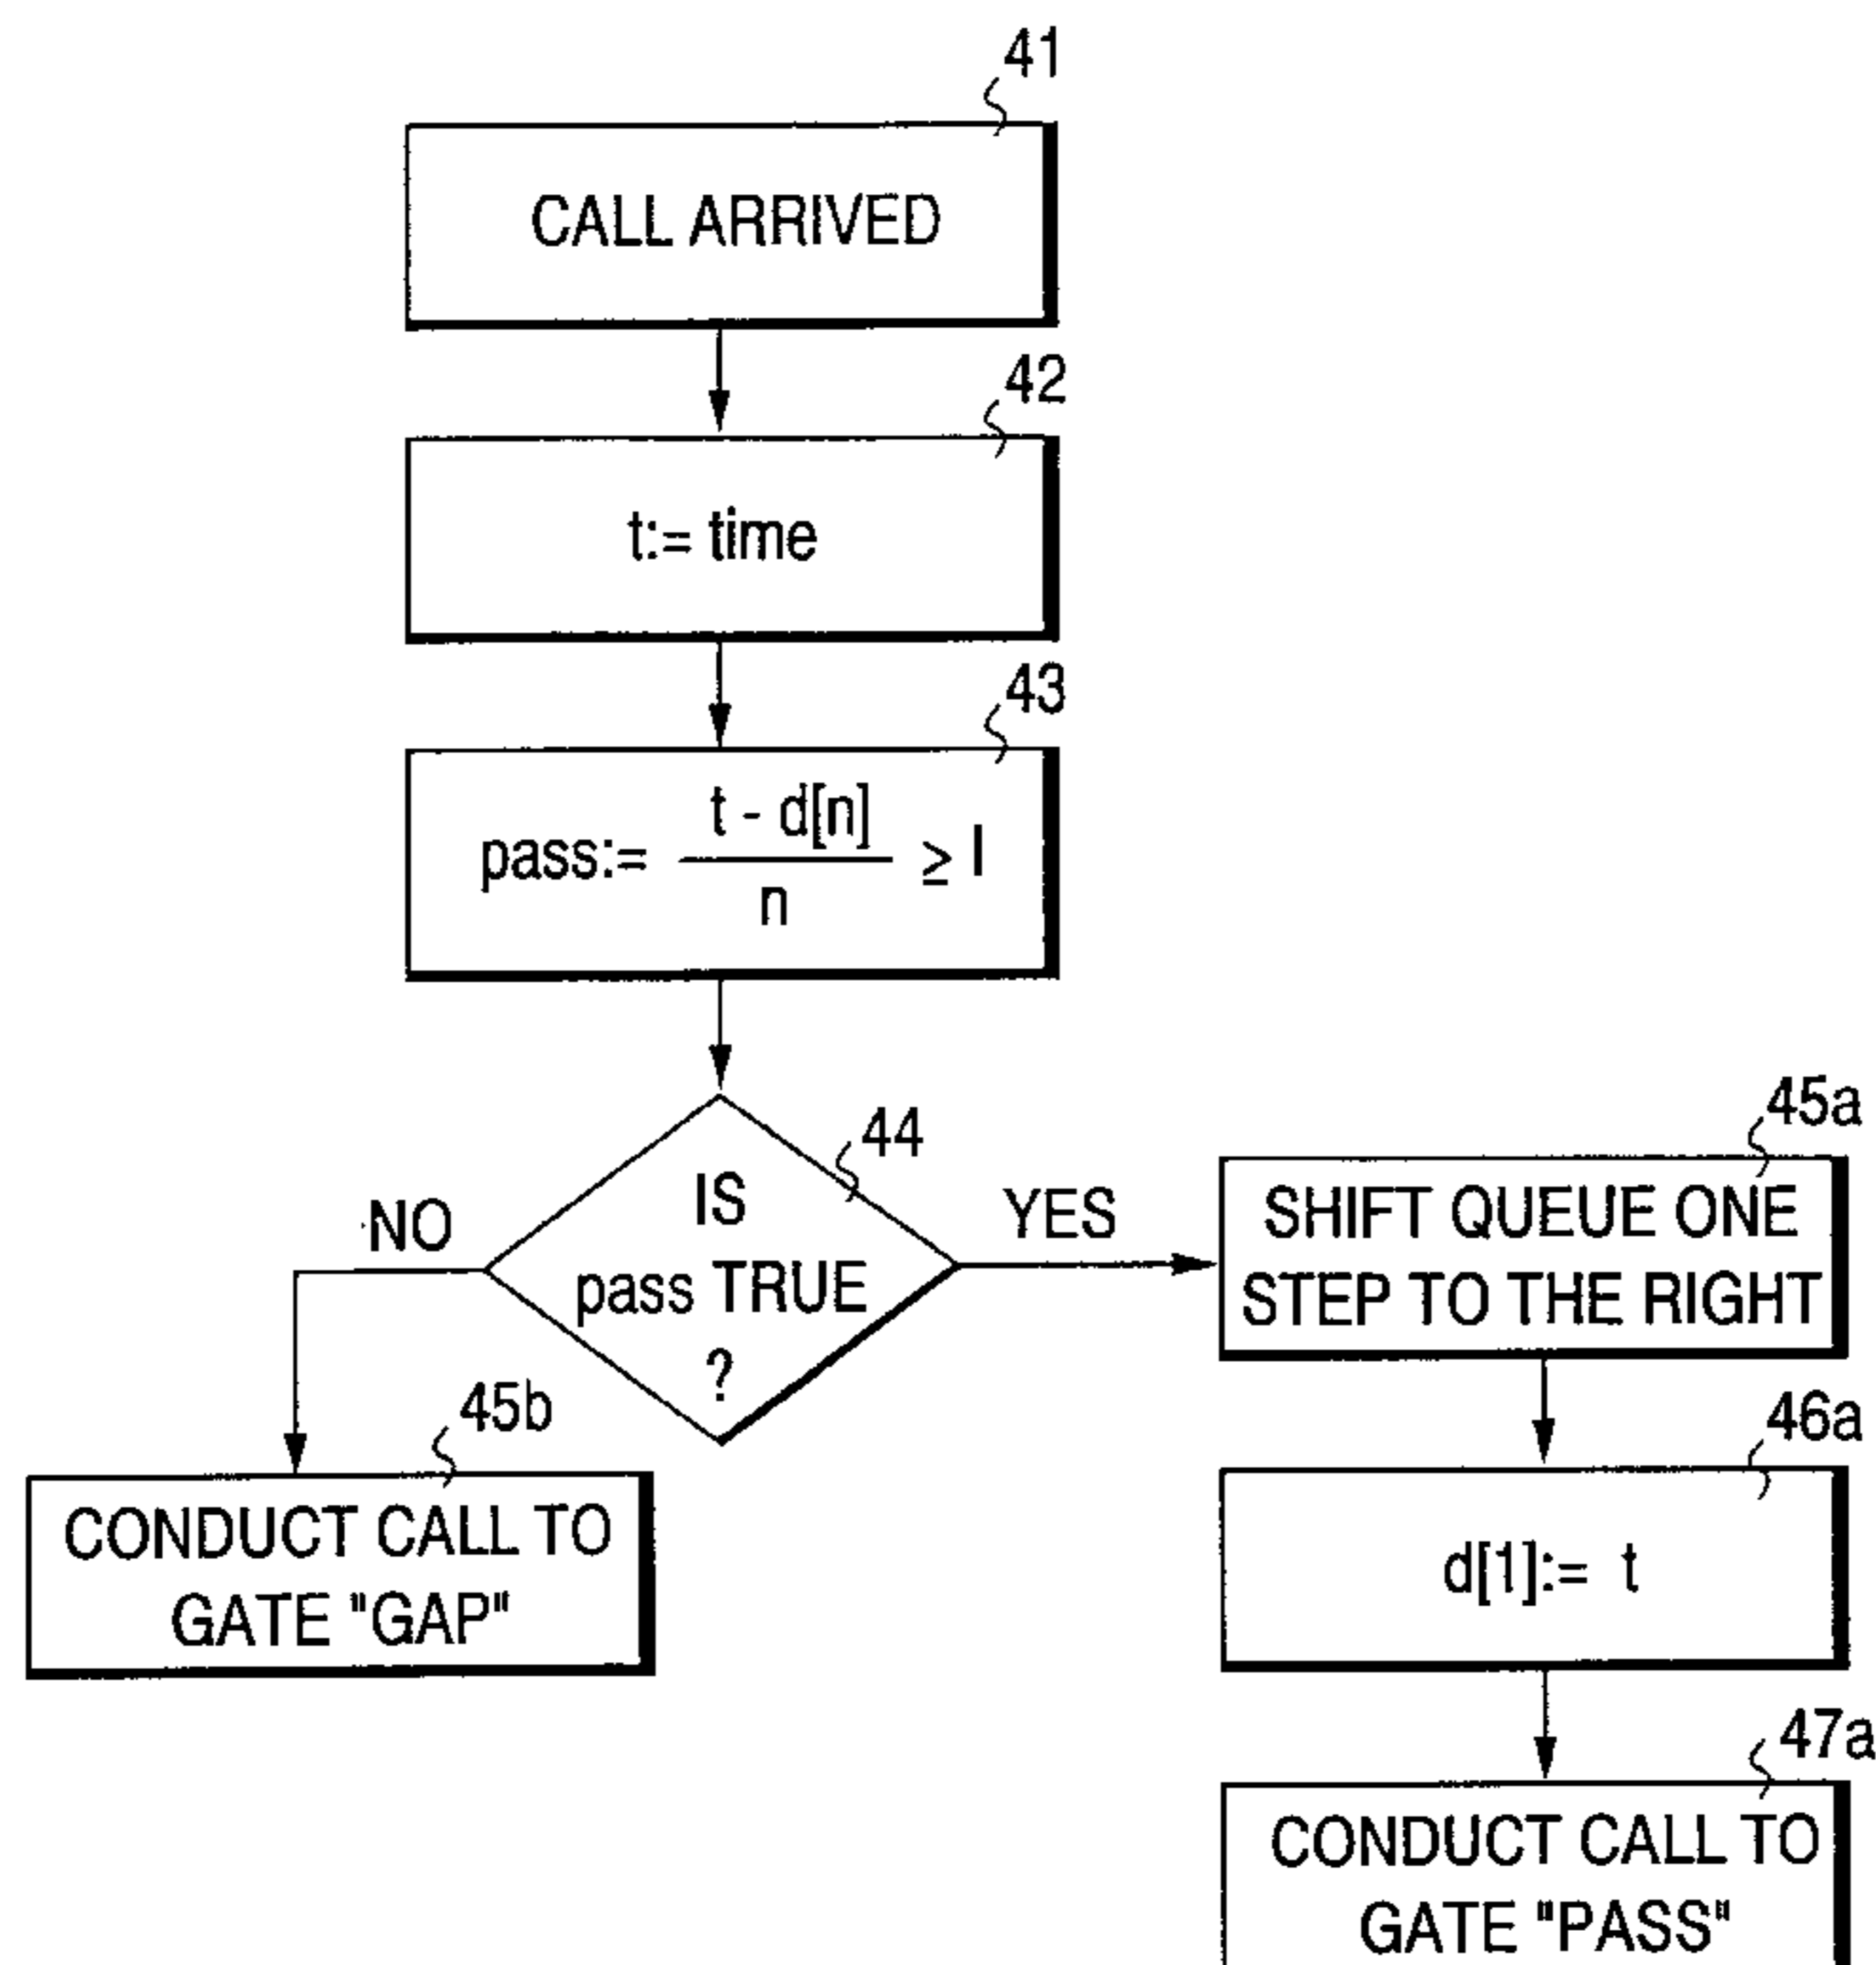 41
CALL ARRIVED
42
t:= time
43
pass:= t - d[n] / n ≥ I
44
IS
pass TRUE
?
NO
YES
45a
SHIFT QUEUE ONE
STEP TO THE RIGHT
45b
CONDUCT CALL TO
GATE "GAP"
46a
d[1]:= t
47a
CONDUCT CALL TO
GATE "PASS"